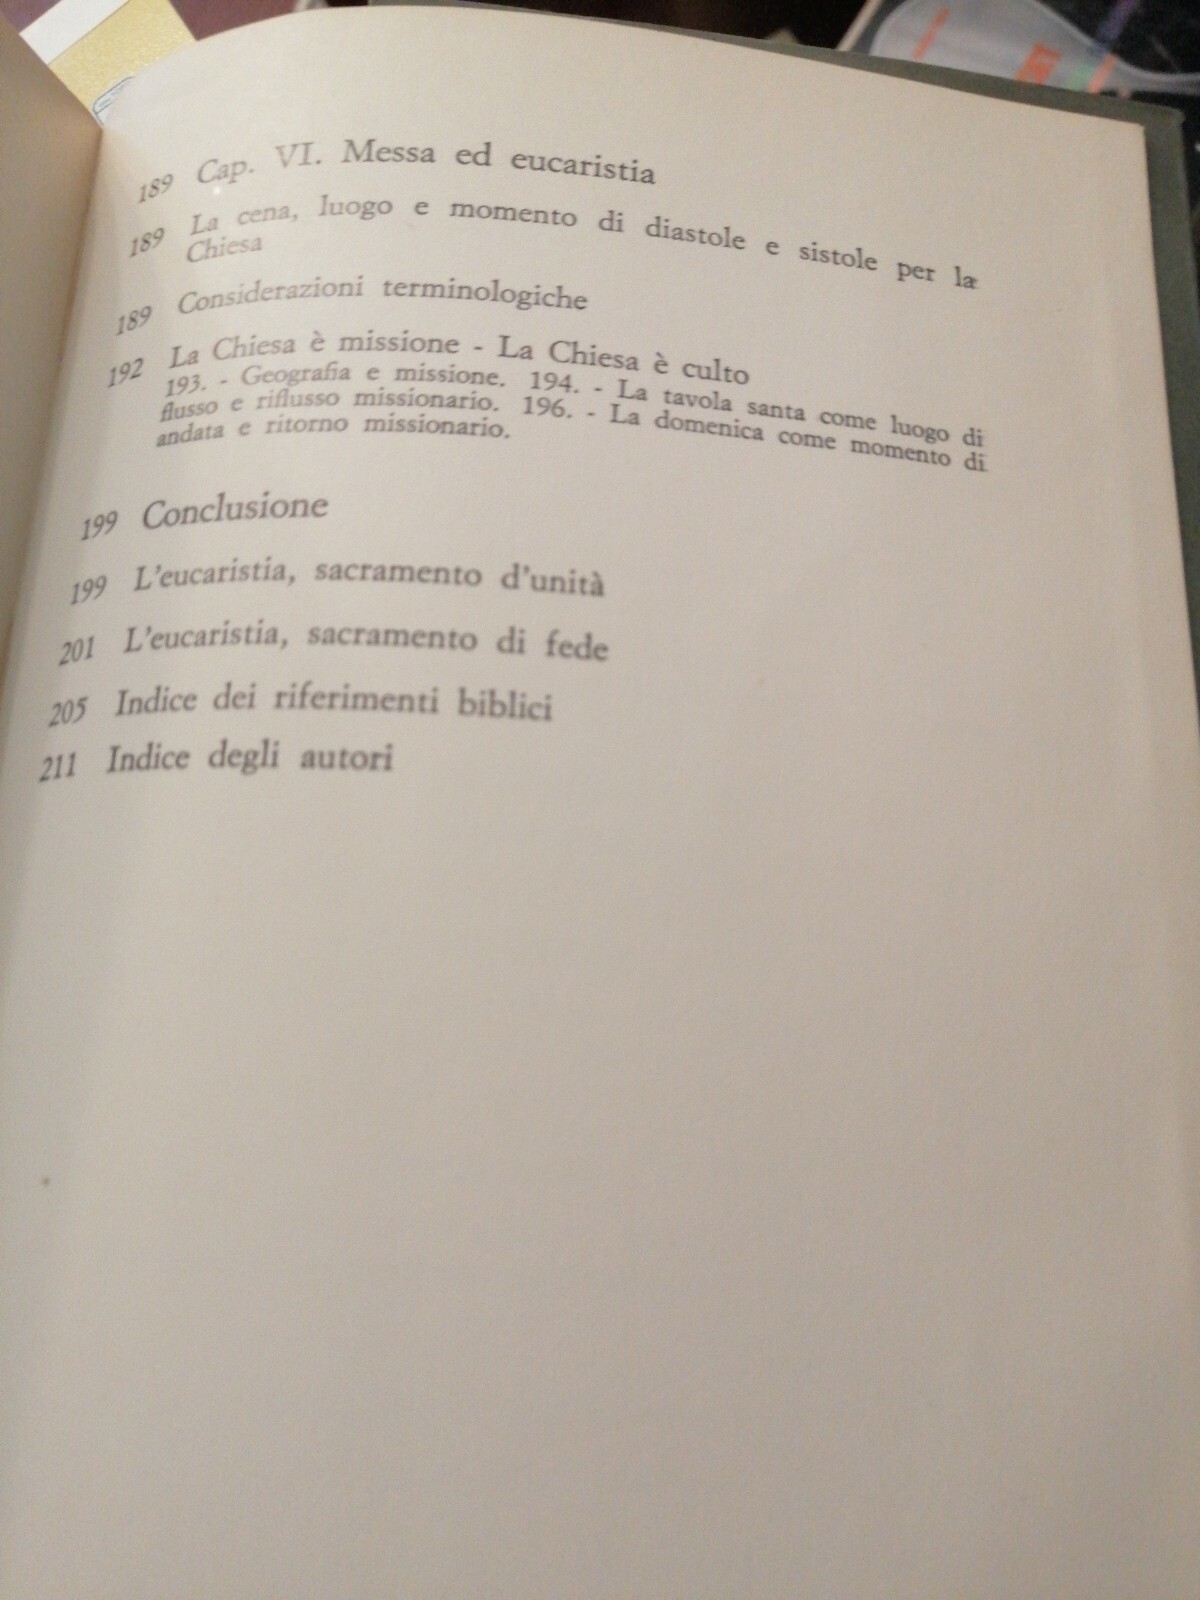 189 Cap. VI. Messa ed eucaristia
189 La cena, luogo e momento di diastole e sistole per la
Chiesa
189 Considerazioni terminologiche
192 La Chiesa è missione - La Chiesa è culto
193. - Geografia e missione. 194. - La tavola santa come luogo di
flusso e riflusso missionario. 196. - La domenica come momento di
andata e ritorno missionario.
199 Conclusione
199 L'eucaristia, sacramento d'unità
201 L'eucaristia, sacramento di fede
205 Indice dei riferimenti biblici
211 Indice degli autori